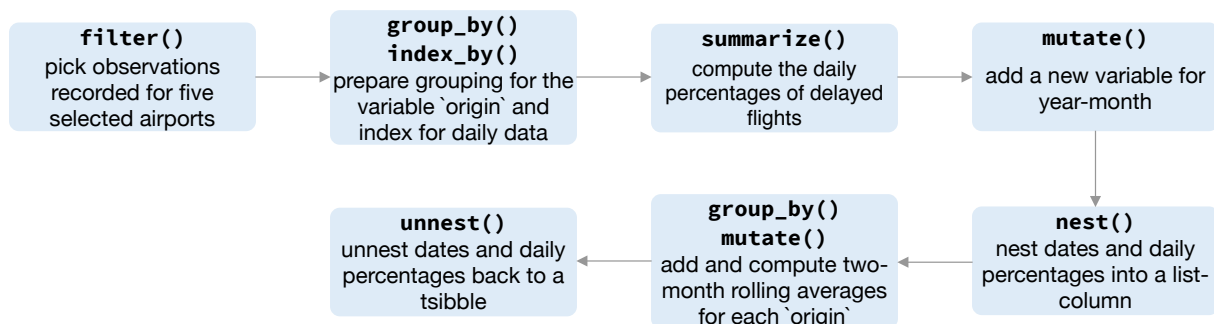 filter()
pick observations
recorded for five
selected airports
group_by()
index_by()
prepare grouping for the
variable `origin` and
index for daily data
summarize()
compute the daily
percentages of delayed
flights
mutate()
add a new variable for
year-month
nest()
nest dates and daily
percentages into a list-
column
group_by()
mutate()
add and compute two-
month rolling averages
for each `origin`
unnest()
unnest dates and daily
percentages back to a
tsibble